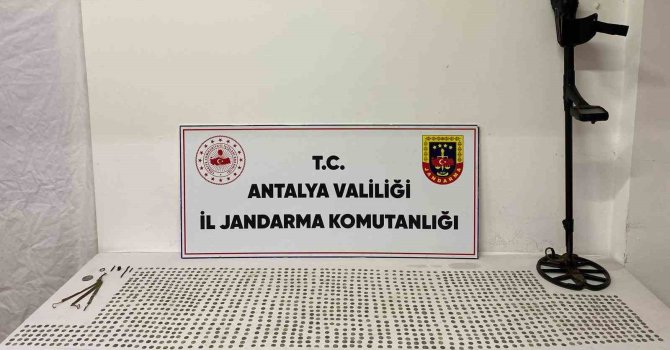 T.C.
ANTALYA VALİLİĞİ
İL JANDARMA KOMUTANLIĞI
JANDARMA